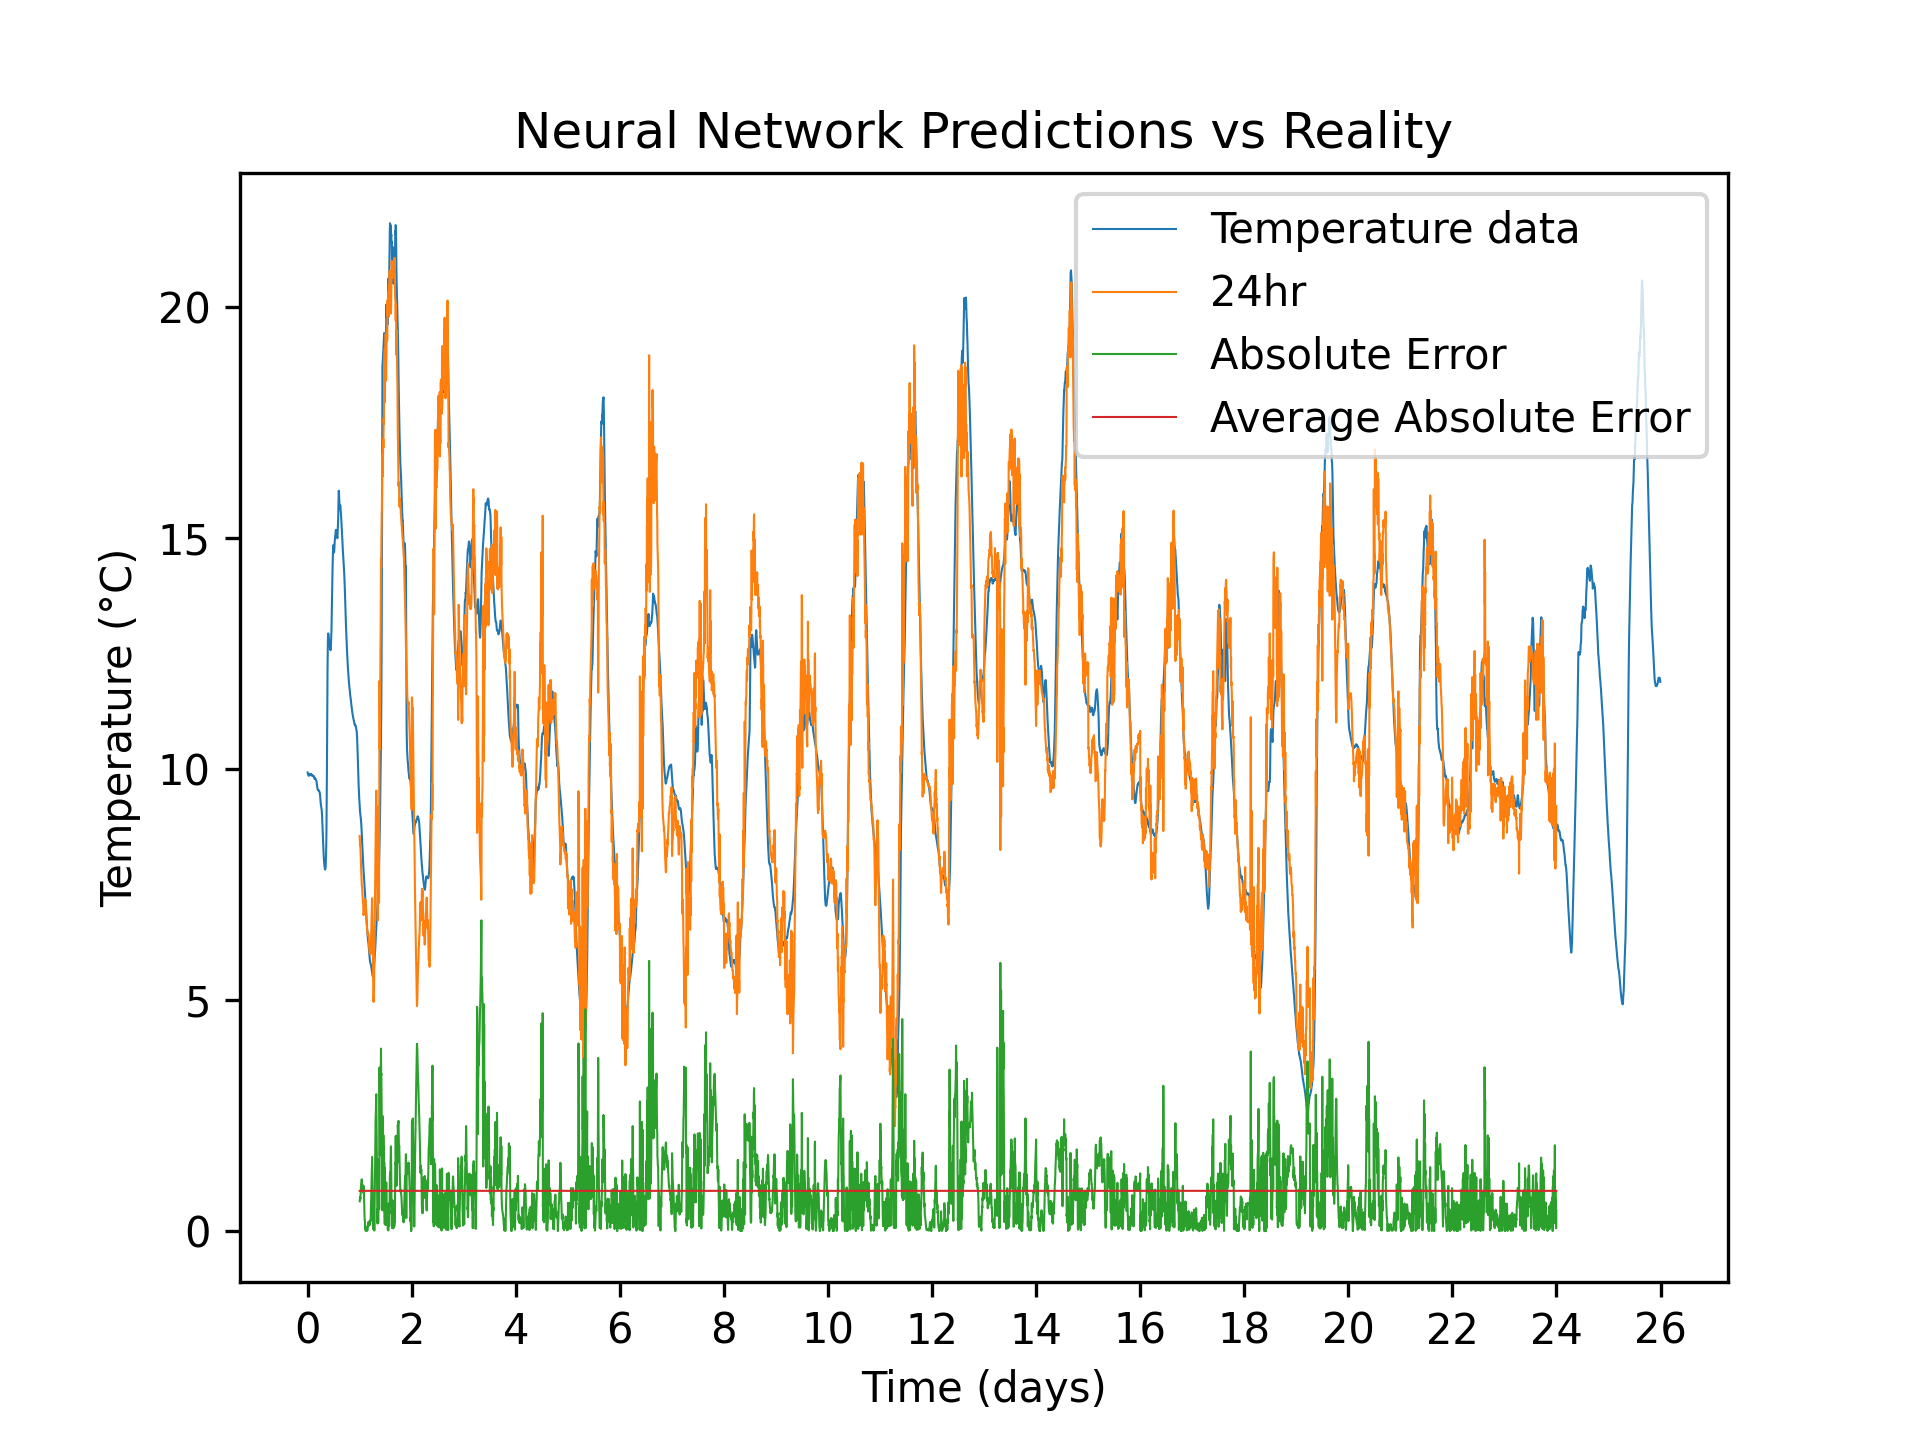 Neural Network Predictions vs Reality
Temperature data
24hr
Absolute Error
Average Absolute Error
Temperature (°C)
20
15
10
5
0
0 2 4 6 8 10 12 14 16 18 20 22 24 26
Time (days)